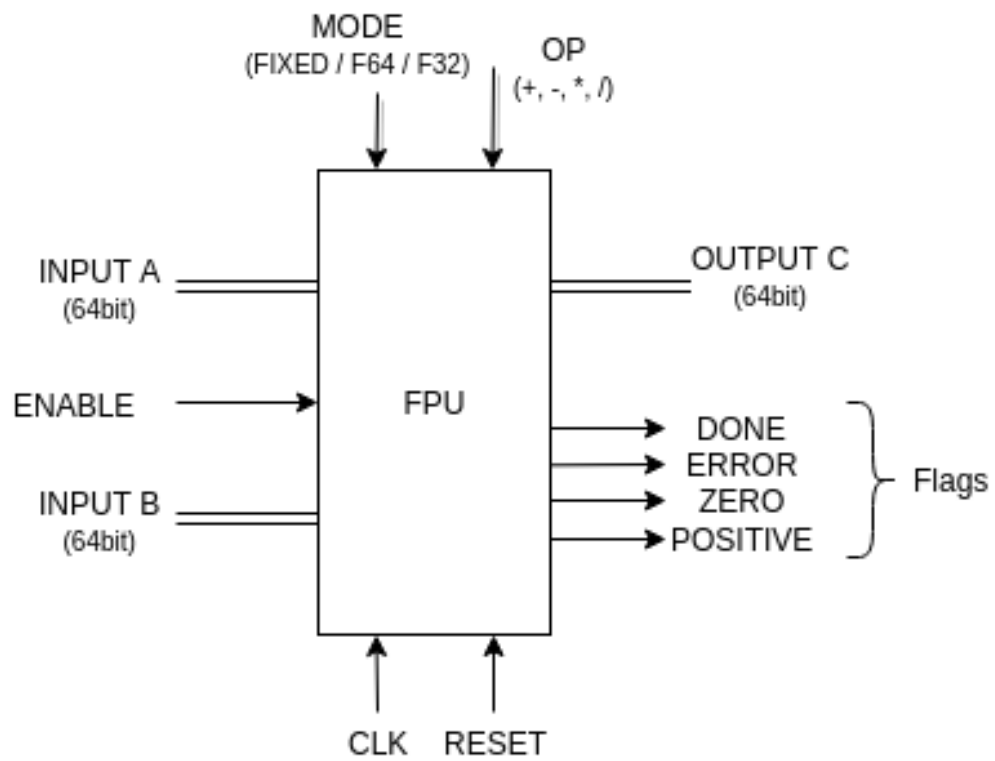 MODE
(FIXED / F64 / F32)
OP
(+, -, *, /)
INPUT A
(64bit)
OUTPUT C
(64bit)
ENABLE
FPU
DONE
ERROR
ZERO
POSITIVE
Flags
INPUT B
(64bit)
CLK
RESET